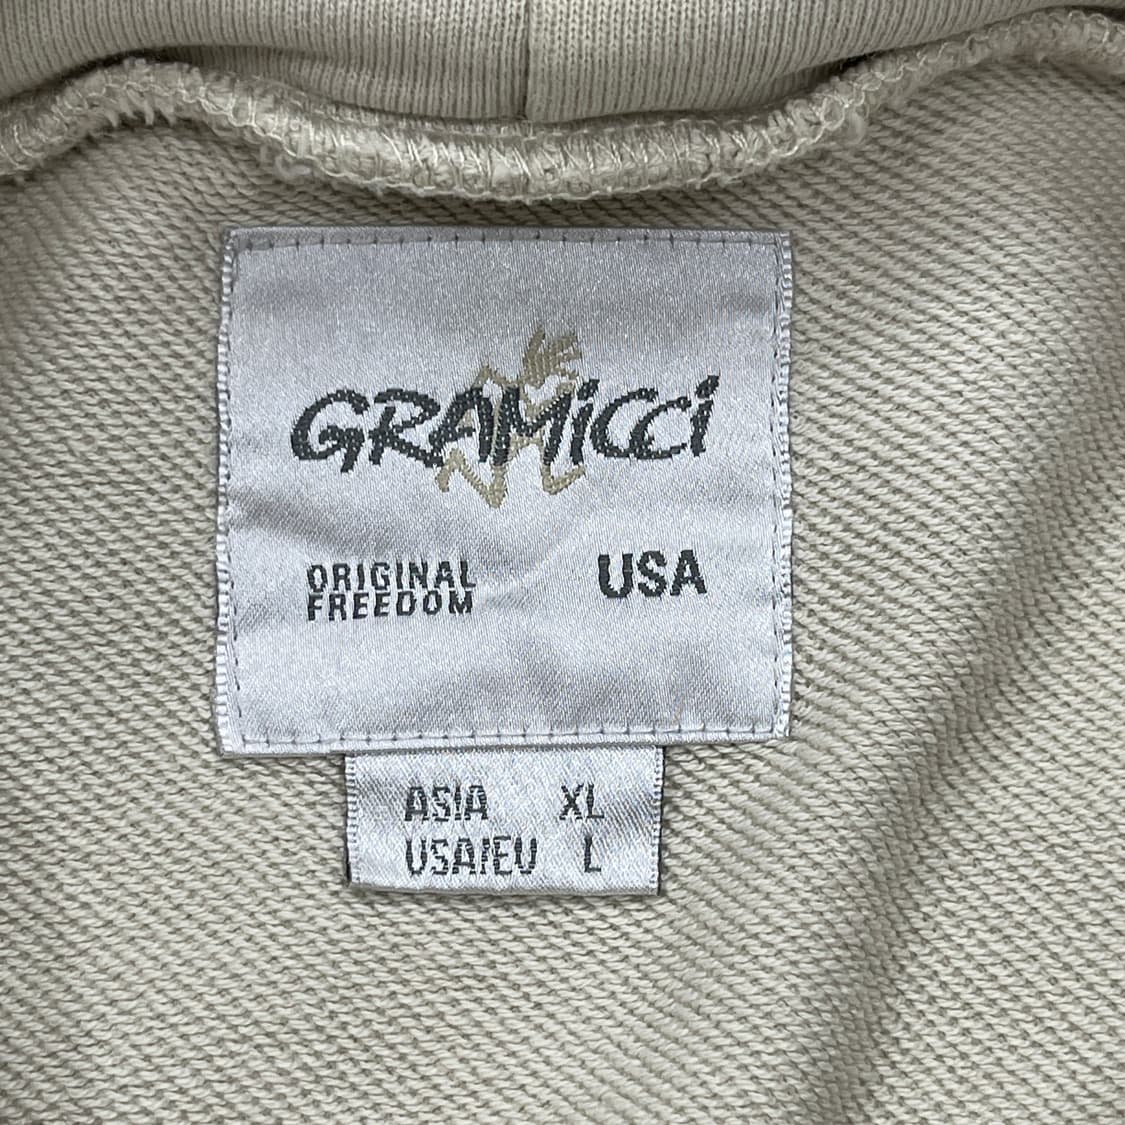 GRAMiCCi
ORIGINAL USA
FREEDOM
ASIA XL
USA/EU L